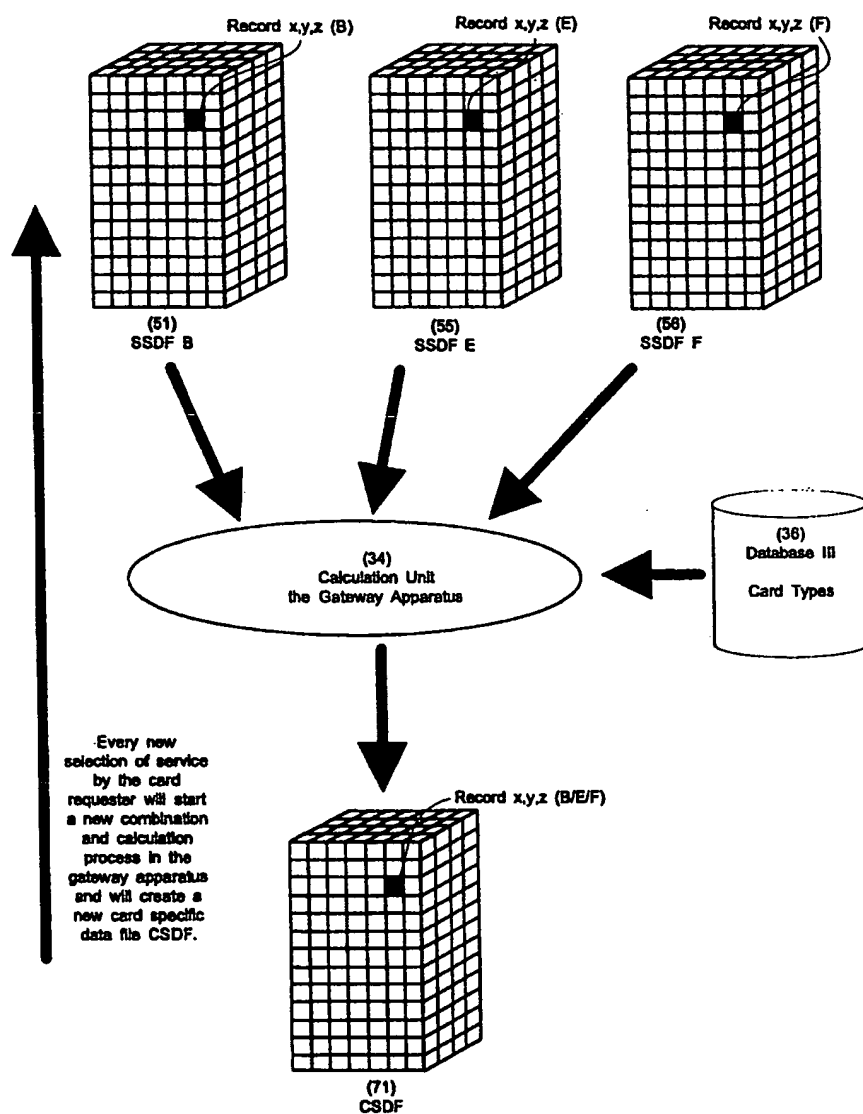 Record x,y,z (B)
Record x,y,z (E)
Record x,y,z (F)
(51)
SSDF B
(55)
SSDF E
(56)
SSDF F
(34)
Calculation Unit
the Gateway Apparatus
(36)
Database III
Card Types
Every new
selection of service
by the card
requester will start
a new combination
and calculation
process in the
gateway apparatus
and will create a
new card specific
data file CSDF.
Record x,y,z (B/E/F)
(71)
CSDF